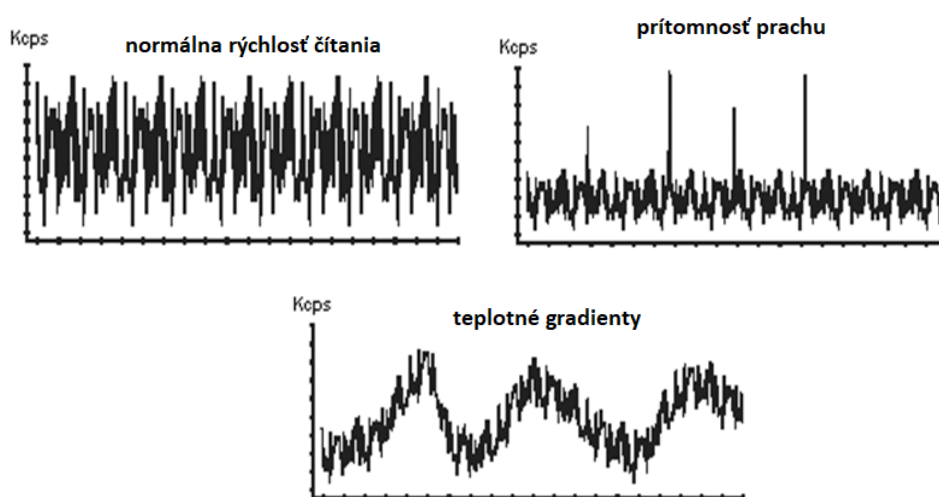 Kcps
normálna rýchlosť čítania
Kcps
prítomnosť prachu
Kcps
teplotné gradienty